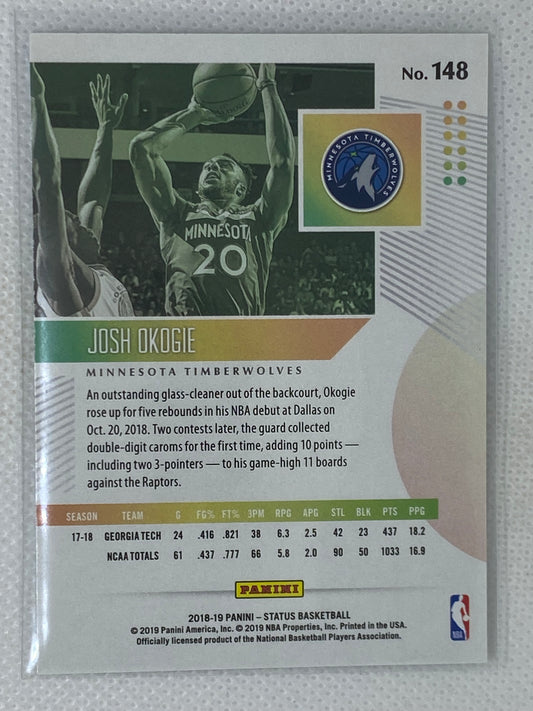 No. 148
MINNESOTA TIMBERWOLVES
MINNESOTA
20
JOSH OKOGIE
MINNESOTA TIMBERWOLVES
An outstanding glass-cleaner out of the backcourt, Okogie
rose up for five rebounds in his NBA debut at Dallas on
Oct. 20, 2018. Two contests later, the guard collected
double-digit caroms for the first time, adding 10 points —
including two 3-pointers — to his game-high 11 boards
against the Raptors.
SEASON TEAM G FG% FT% 3PM RPG APG STL BLK PTS PPG
17-18 GEORGIA TECH 24 .416 .821 38 6.3 2.5 42 23 437 18.2
NCAA TOTALS 61 .437 .777 66 5.8 2.0 90 50 1033 16.9
PANINI
2018-19 PANINI – STATUS BASKETBALL
© 2019 Panini America, Inc. © 2019 NBA Properties, Inc. Printed in the USA.
Officially licensed product of the National Basketball Players Association.
NBA